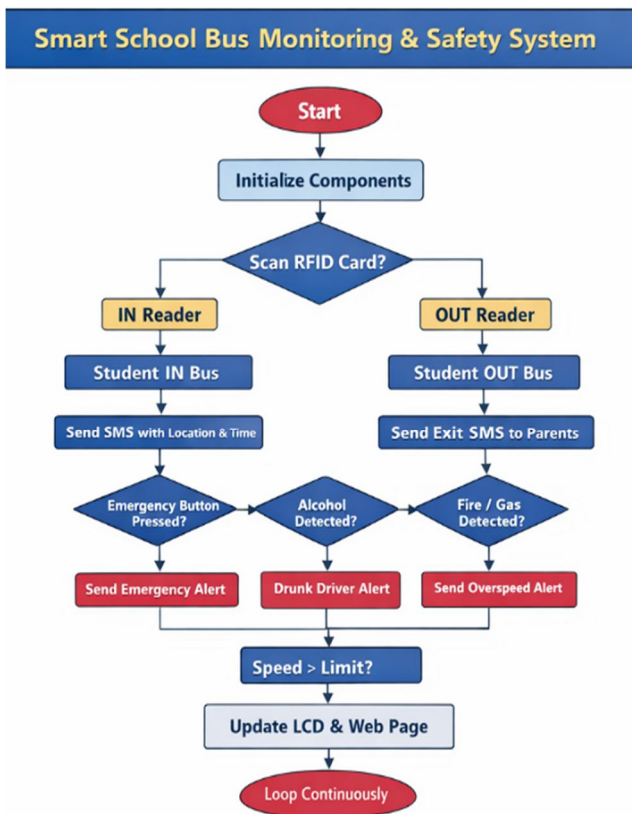 Smart School Bus Monitoring & Safety System
Start
Initialize Components
Scan RFID Card?
IN Reader
OUT Reader
Student IN Bus
Student OUT Bus
Send SMS with Location & Time
Send Exit SMS to Parents
Emergency Button
Pressed?
Alcohol
Detected?
Fire / Gas
Detected?
Send Emergency Alert
Drunk Driver Alert
Send Overspeed Alert
Speed > Limit?
Update LCD & Web Page
Loop Continuously